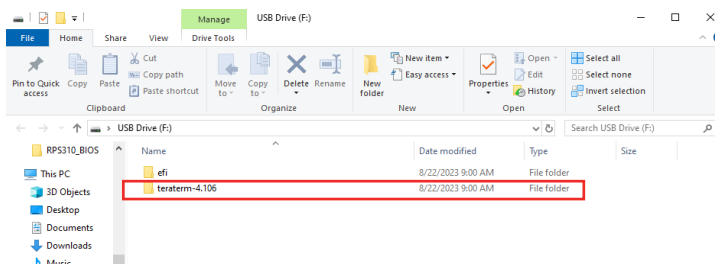 Manage USB Drive (F:)
File Home Share View Drive Tools
Pin to Quick access
Copy
Paste
Cut
Copy path
Paste shortcut
Clipboard
Move to
Copy to
Delete
Rename
Organize
New folder
New item
Easy access
New
Properties
Open
Edit
History
Open
Select all
Select none
Invert selection
Select
USB Drive (F:) Search USB Drive (F:)
RPS310_BIOS
This PC
3D Objects
Desktop
Documents
Downloads
Music
Name Date modified Type Size
efi 8/22/2023 9:00 AM File folder
teraterm-4.106 8/22/2023 9:00 AM File folder